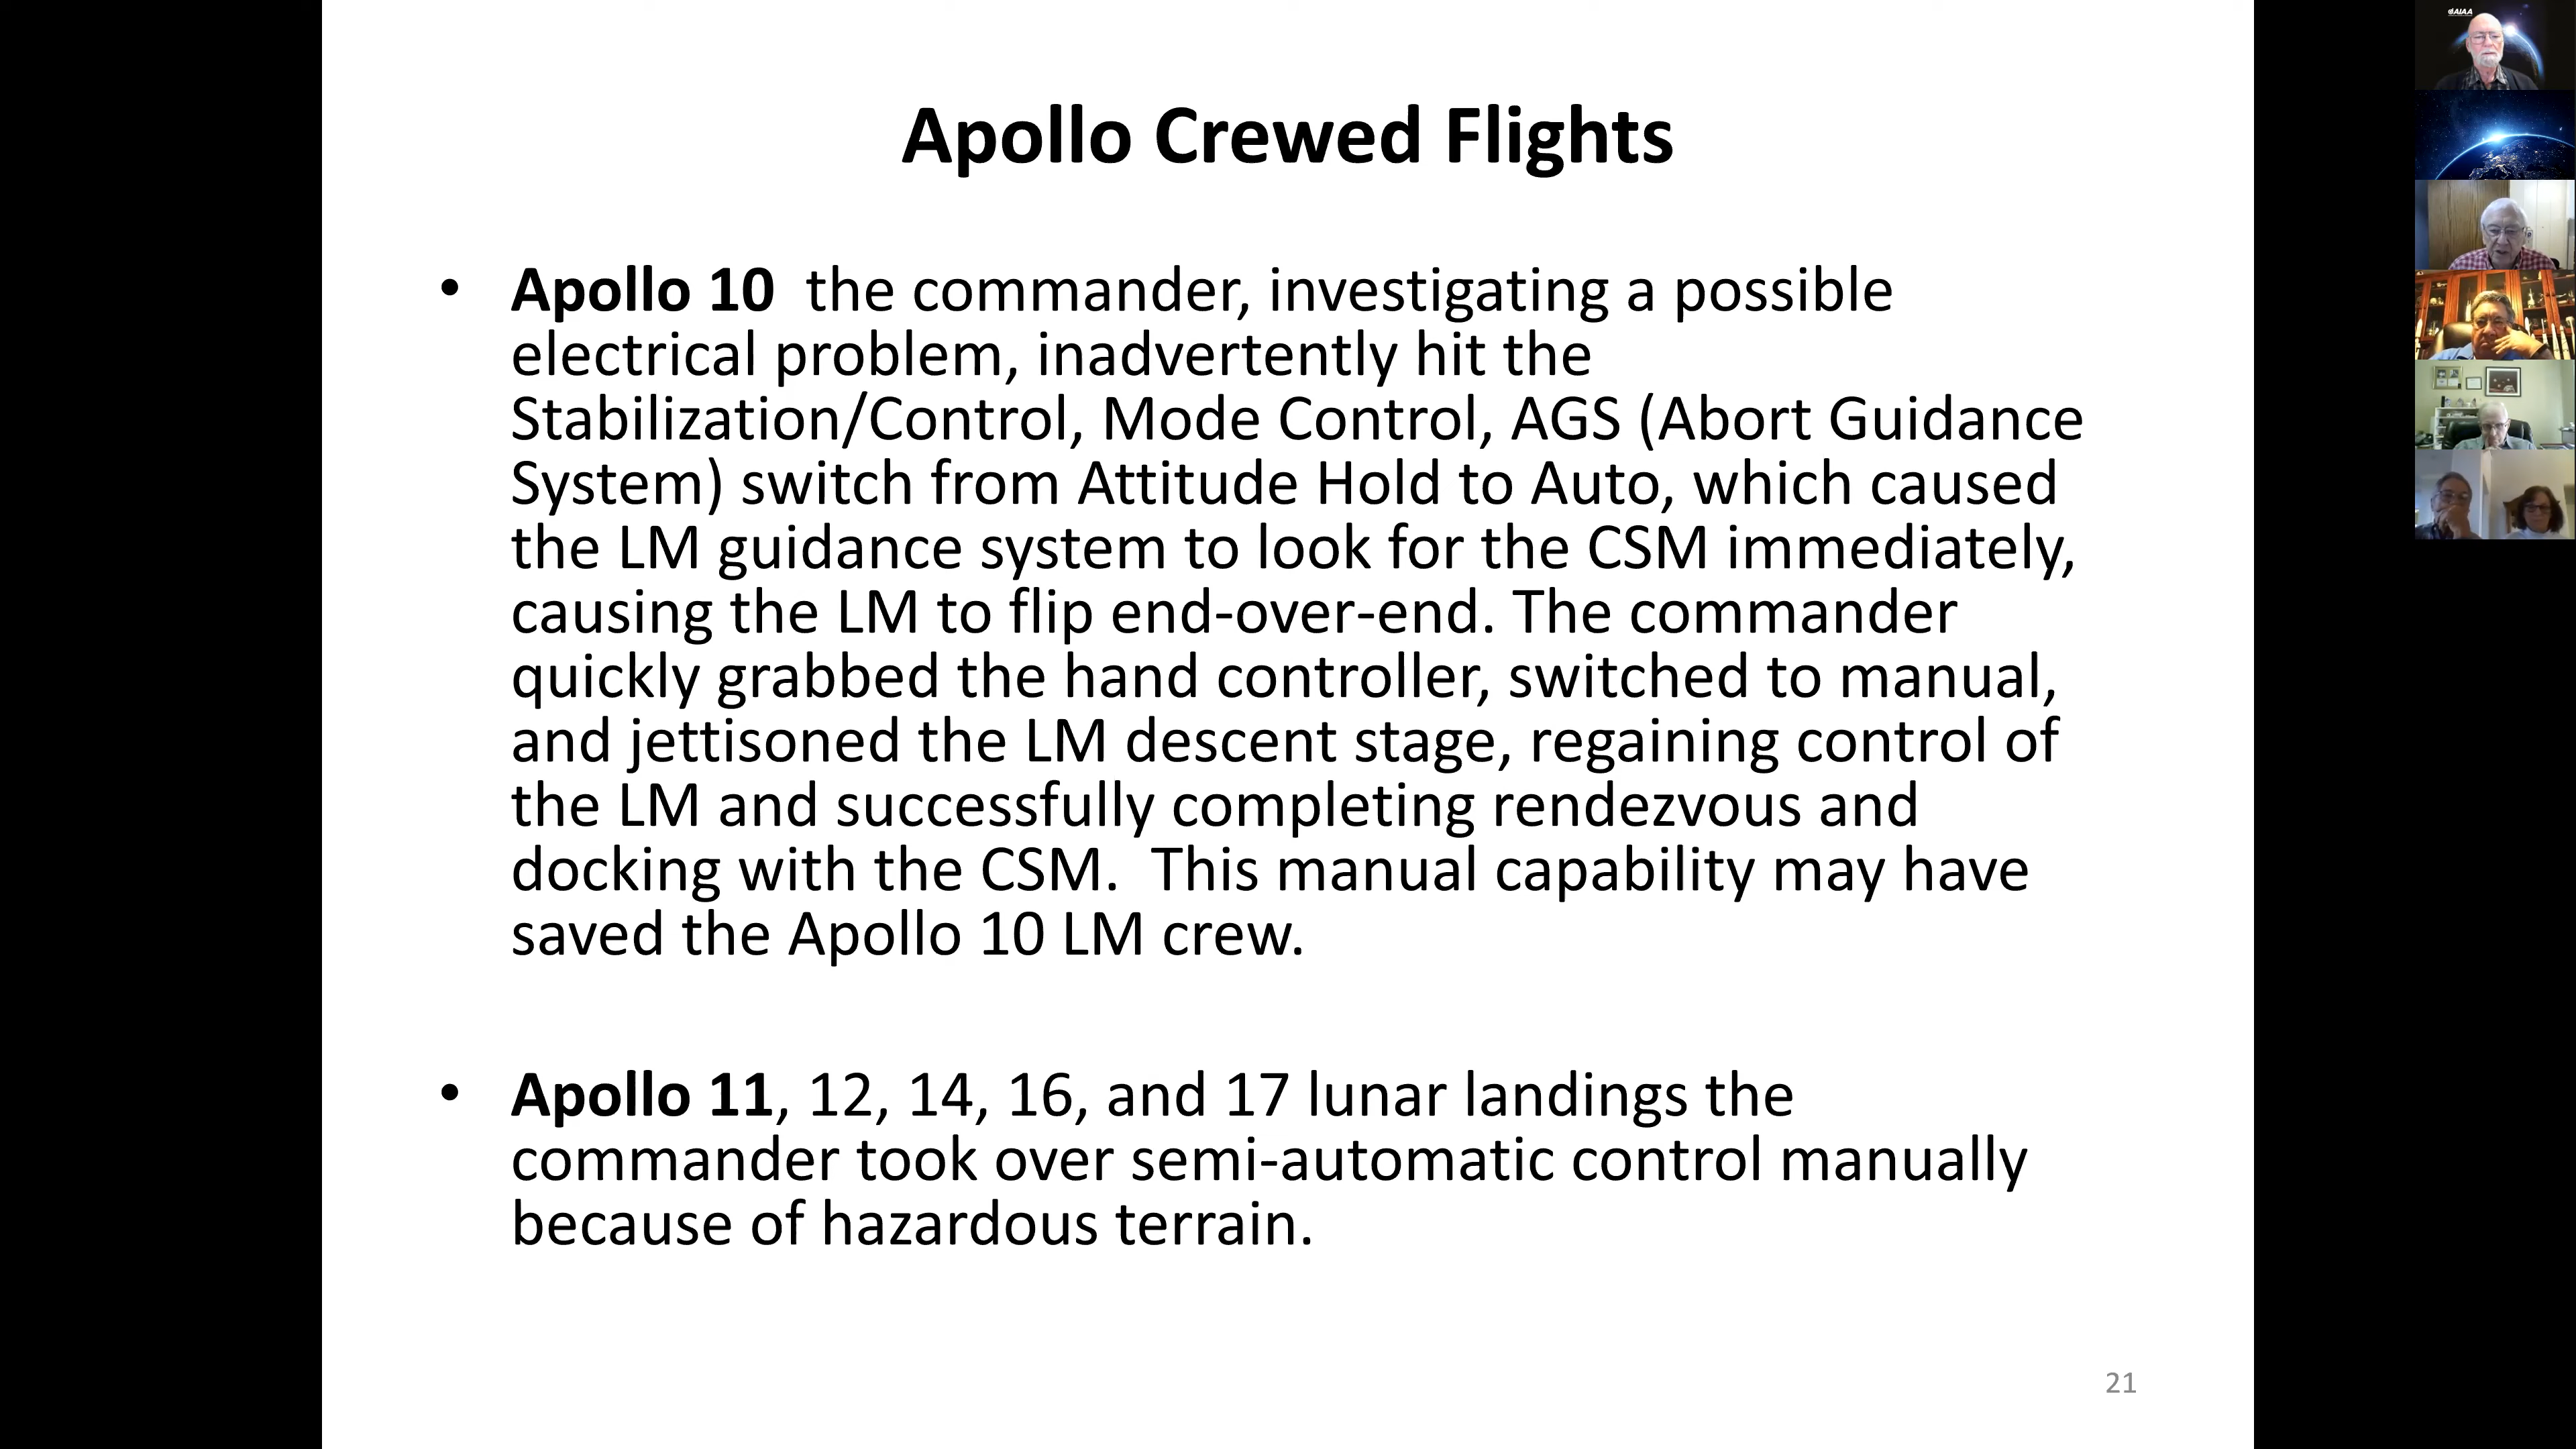 Apollo Crewed Flights
• Apollo 10 the commander, investigating a possible
electrical problem, inadvertently hit the
Stabilization/Control, Mode Control, AGS (Abort Guidance
System) switch from Attitude Hold to Auto, which caused
the LM guidance system to look for the CSM immediately,
causing the LM to flip end-over-end. The commander
quickly grabbed the hand controller, switched to manual,
and jettisoned the LM descent stage, regaining control of
the LM and successfully completing rendezvous and
docking with the CSM. This manual capability may have
saved the Apollo 10 LM crew.
• Apollo 11, 12, 14, 16, and 17 lunar landings the
commander took over semi-automatic control manually
because of hazardous terrain.
21
AIAA